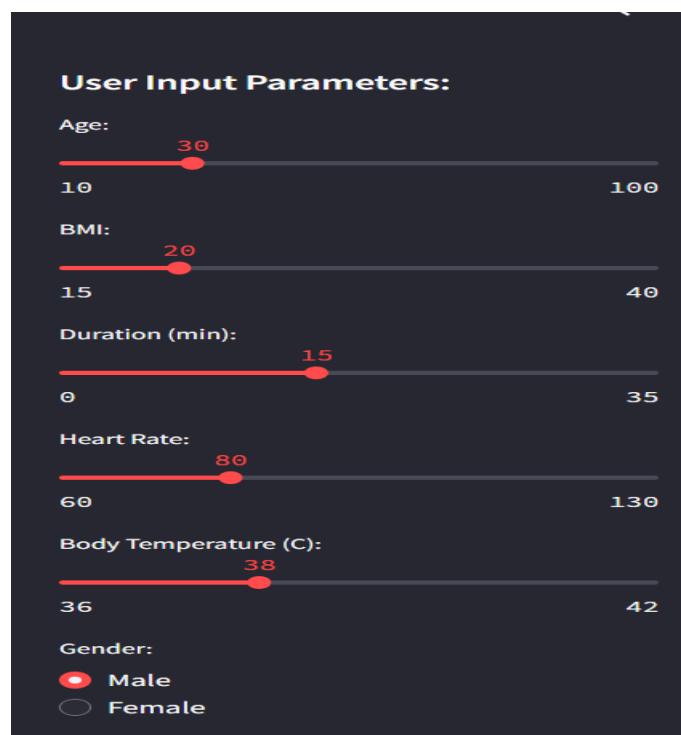 User Input Parameters:
Age:
30
10 100
BMI:
20
15 40
Duration (min):
15
0 35
Heart Rate:
80
60 130
Body Temperature (C):
38
36 42
Gender:
Male
Female